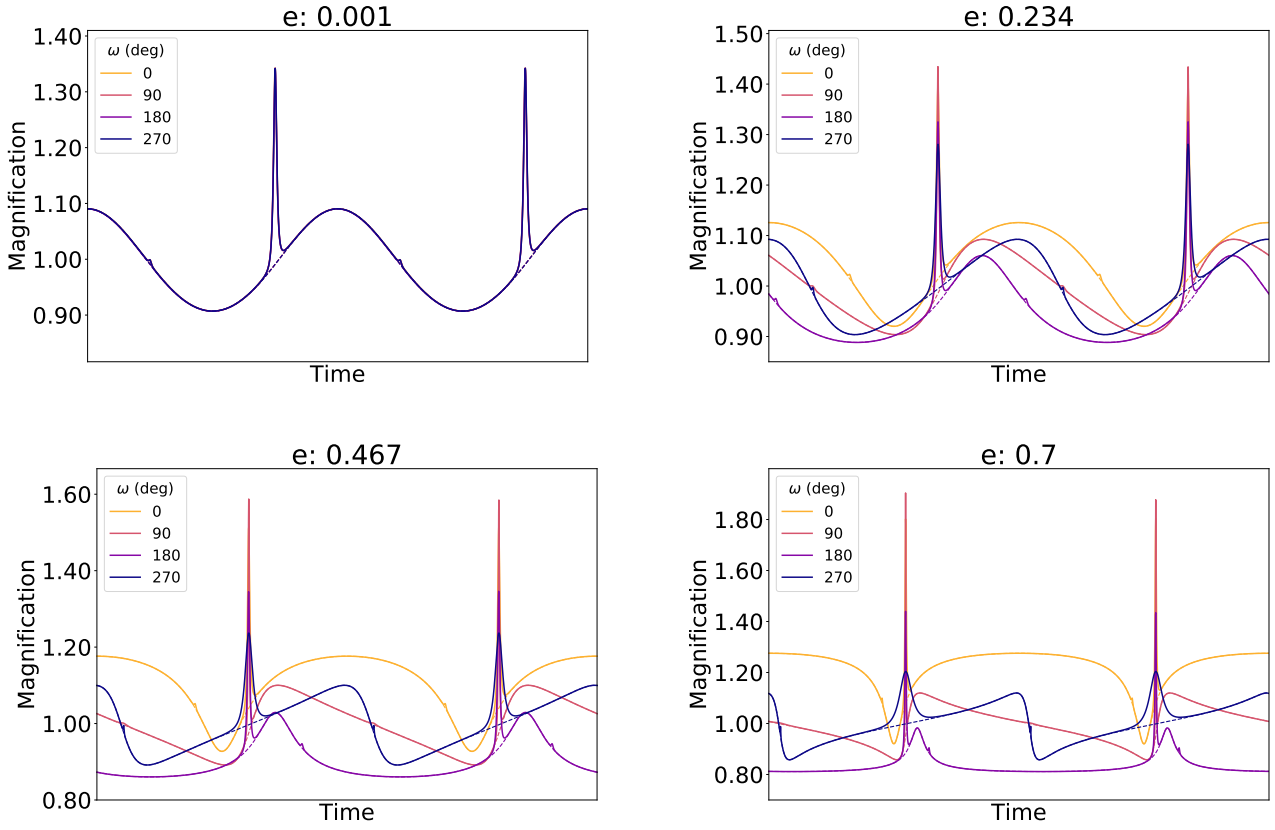 e: 0.001
1.40
1.30
1.20
1.10
1.00
0.90
Magnification
Time
ω (deg)
0
90
180
270
e: 0.234
1.50
1.40
1.30
1.20
1.10
1.00
0.90
Magnification
Time
ω (deg)
0
90
180
270
e: 0.467
1.60
1.40
1.20
1.00
0.80
Magnification
Time
ω (deg)
0
90
180
270
e: 0.7
1.80
1.60
1.40
1.20
1.00
0.80
Magnification
Time
ω (deg)
0
90
180
270